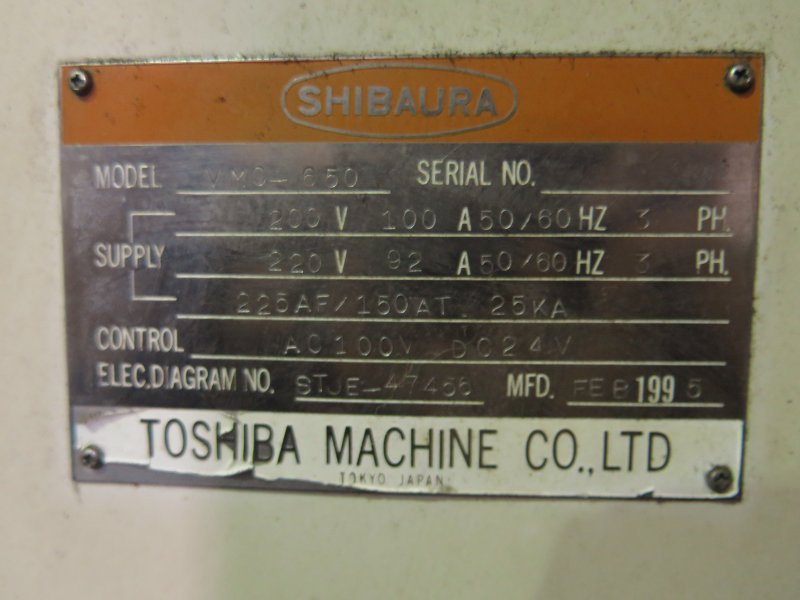 SHIBAURA
MODEL VMC-650 SERIAL NO.
200 V 100 A 50/60 HZ 3 PH.
SUPPLY 220 V 92 A 50/60 HZ 3 PH.
225AF/150AT. 25KA
CONTROL AC100V DC24V
ELEC.DIAGRAM NO. STJE-47456 MFD. FEB 1995
TOSHIBA MACHINE CO.,LTD
TOKYO JAPAN